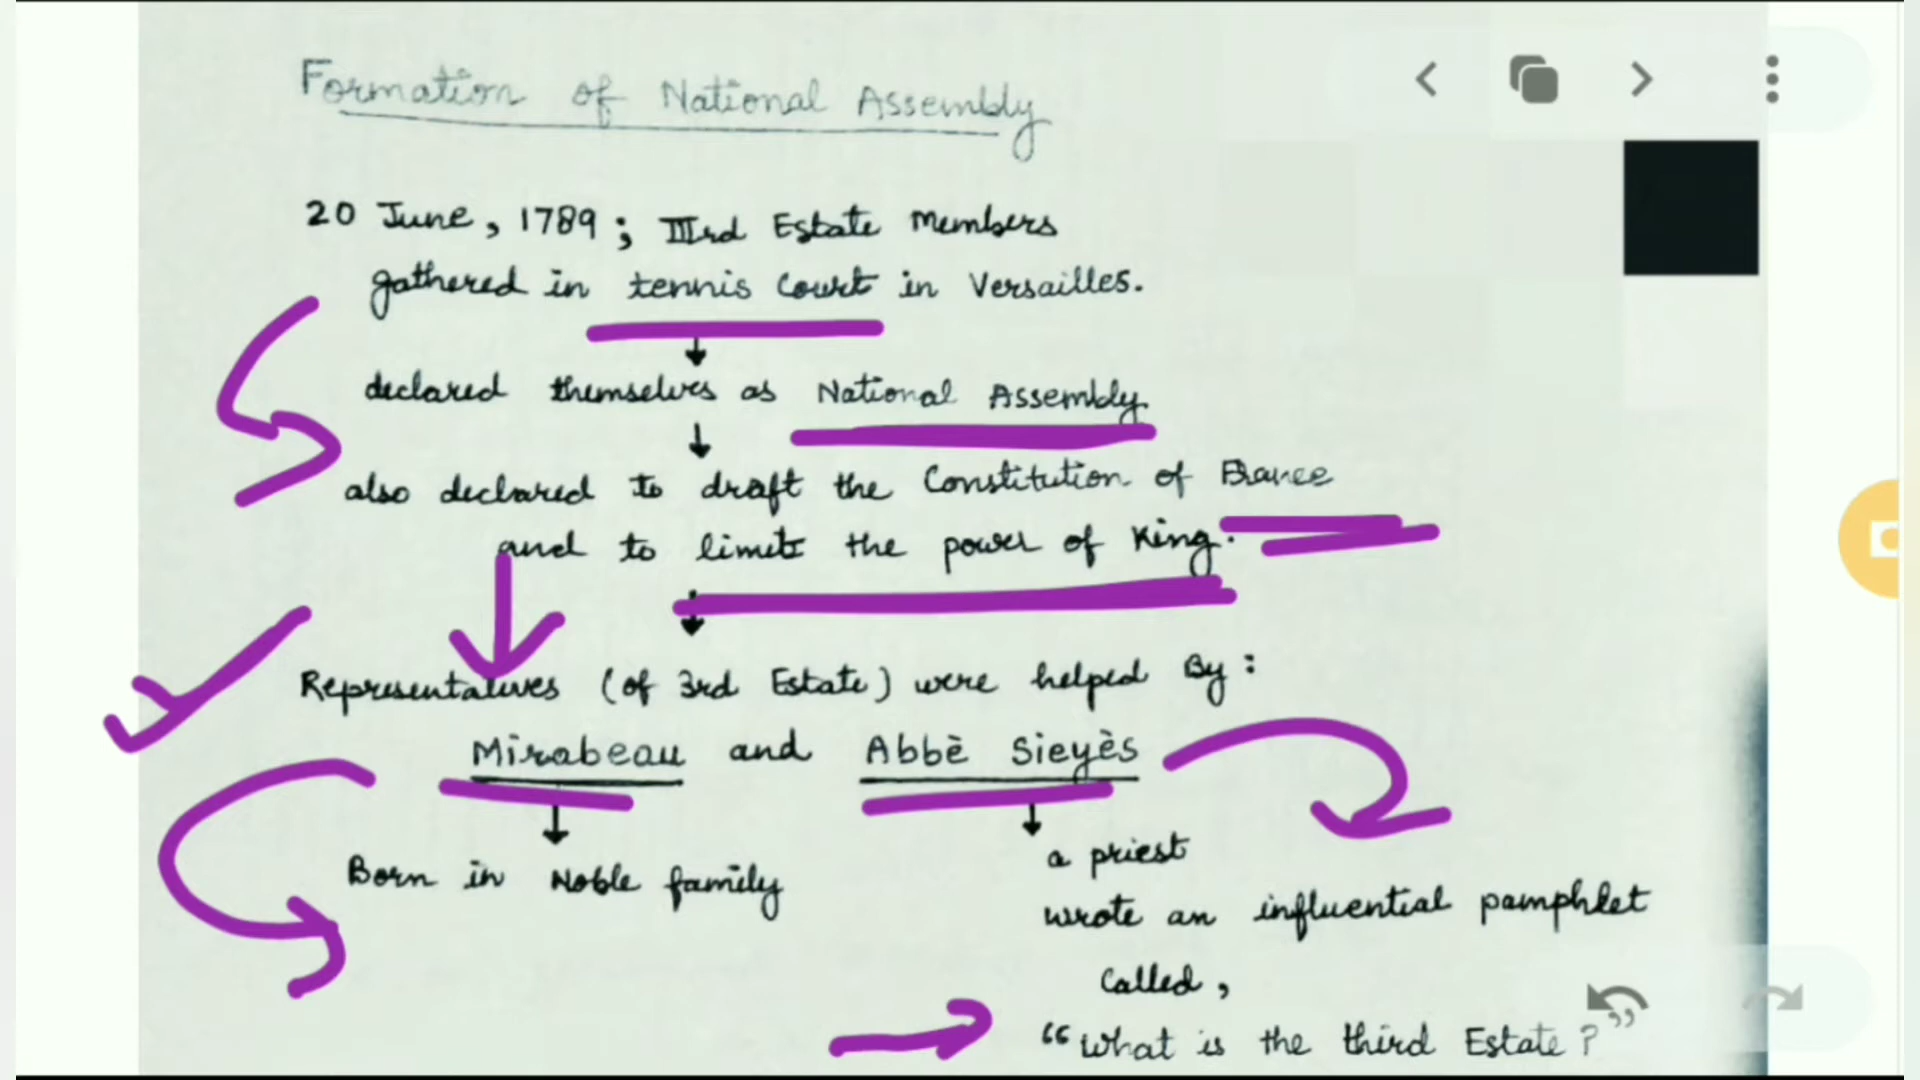 Formation of National Assembly
20 June, 1789; IIIrd Estate Members
gathered in tennis Court in Versailles.
declared themselves as National Assembly
also declared to draft the Constitution of France
and to limit the power of King.
Representatives (of 3rd Estate) were helped By:
Mirabeau and Abbè Sieyès
Born in Noble family
a priest
wrote an influential pamphlet
Called,
“What is the third Estate?”